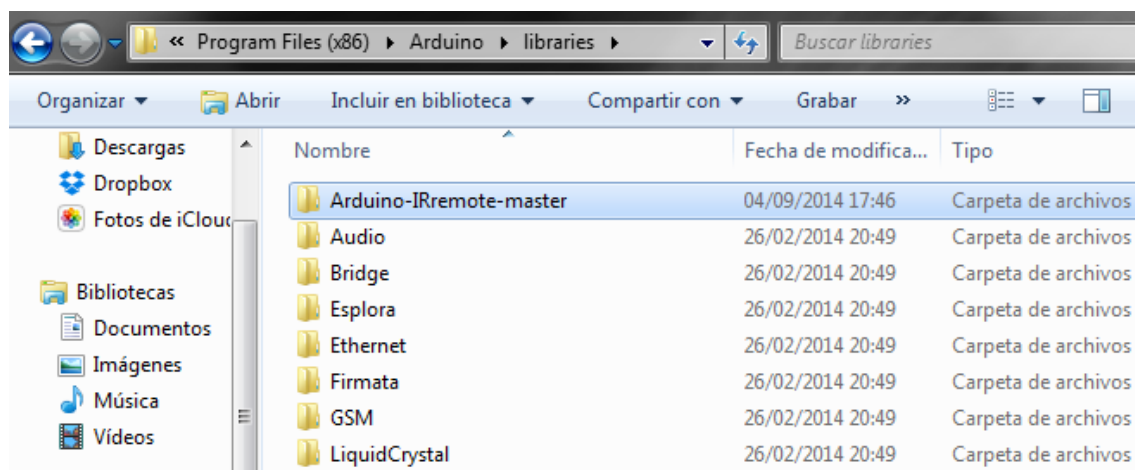 « Program Files (x86) ▸ Arduino ▸ libraries ▸ Buscar libraries
Organizar Abrir Incluir en biblioteca Compartir con Grabar »
Descargas
Dropbox
Fotos de iCloud
Bibliotecas
Documentos
Imágenes
Música
Vídeos
Nombre Fecha de modifica... Tipo
Arduino-IRremote-master 04/09/2014 17:46 Carpeta de archivos
Audio 26/02/2014 20:49 Carpeta de archivos
Bridge 26/02/2014 20:49 Carpeta de archivos
Esplora 26/02/2014 20:49 Carpeta de archivos
Ethernet 26/02/2014 20:49 Carpeta de archivos
Firmata 26/02/2014 20:49 Carpeta de archivos
GSM 26/02/2014 20:49 Carpeta de archivos
LiquidCrystal 26/02/2014 20:49 Carpeta de archivos